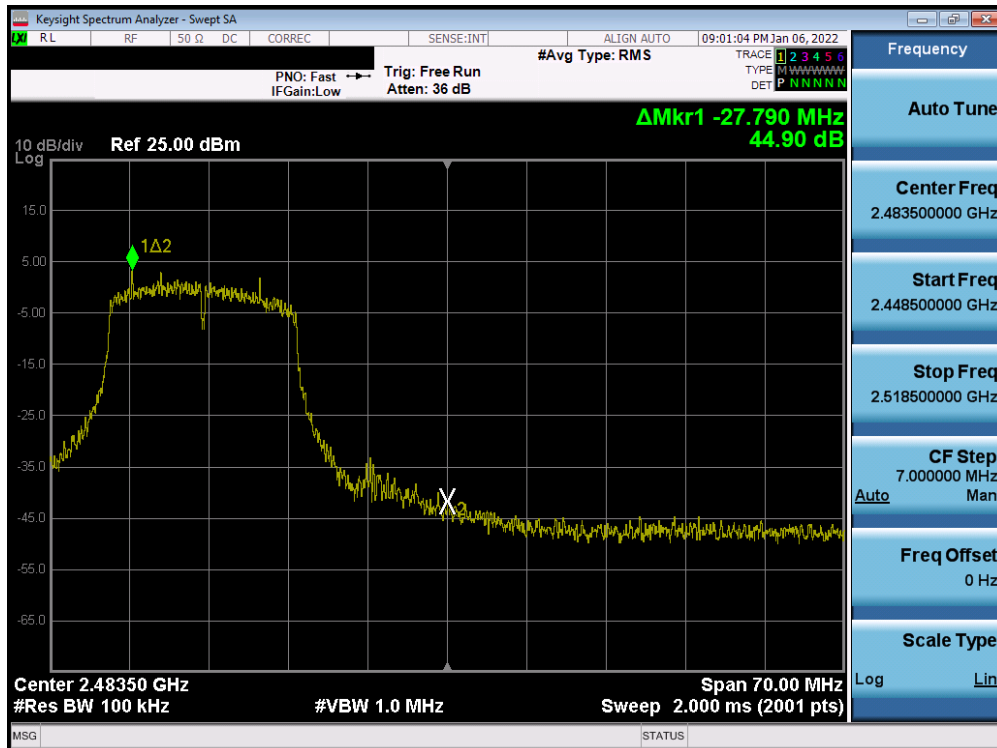 Keysight Spectrum Analyzer - Swept SA
LXI RL RF 50 Ω DC CORREC SENSE:INT ALIGN AUTO 09:01:04 PM Jan 06, 2022
#Avg Type: RMS
TRACE 1 2 3 4 5 6
PNO: Fast Trig: Free Run
TYPE M W W W W W
IFGain:Low Atten: 36 dB
DET P N N N N N
ΔMkr1 -27.790 MHz
44.90 dB
10 dB/div Ref 25.00 dBm
Log
15.0
1Δ2
5.00
-5.00
-15.0
-25.0
-35.0
-45.0
-55.0
-65.0
Center 2.48350 GHz Span 70.00 MHz
#Res BW 100 kHz #VBW 1.0 MHz Sweep 2.000 ms (2001 pts)
MSG STATUS
Frequency
Auto Tune
Center Freq
2.483500000 GHz
Start Freq
2.448500000 GHz
Stop Freq
2.518500000 GHz
CF Step
7.000000 MHz
Auto Man
Freq Offset
0 Hz
Scale Type
Log Lin